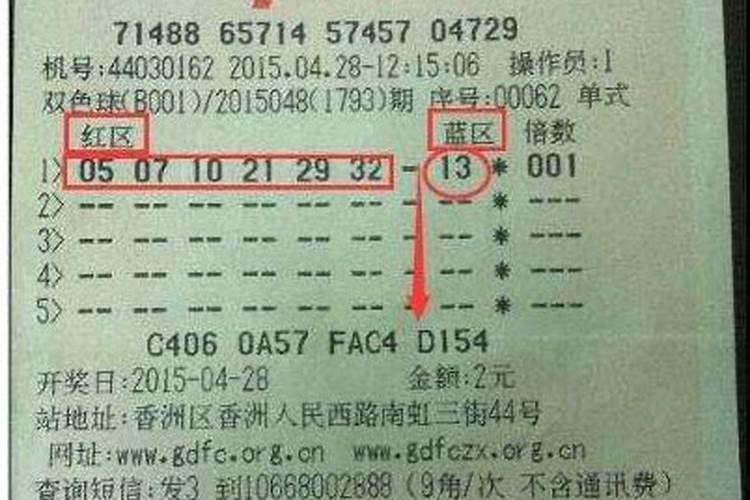 71488 65714 57457 04729
机号:44030162 2015.04.28-12:15:06 操作员:1
双色球(B001)/2015048(1793)期 序号:00062 单式
红区 蓝区 倍数
1> 05 07 10 21 29 32 - 13 * 001
2> -- -- -- -- -- -- - -- * ---
3> -- -- -- -- -- -- - -- * ---
4> -- -- -- -- -- -- - -- * ---
5> -- -- -- -- -- -- - -- * ---
C406 0A57 FAC4 D154
开奖日:2015-04-28 金额:2元
站地址:香洲区香洲人民西路南虹三街44号
网址:www.gdfc.org.cn www.gdfczx.org.cn
查询短信:发3 到10668002888 (9角/次 不含通讯费)